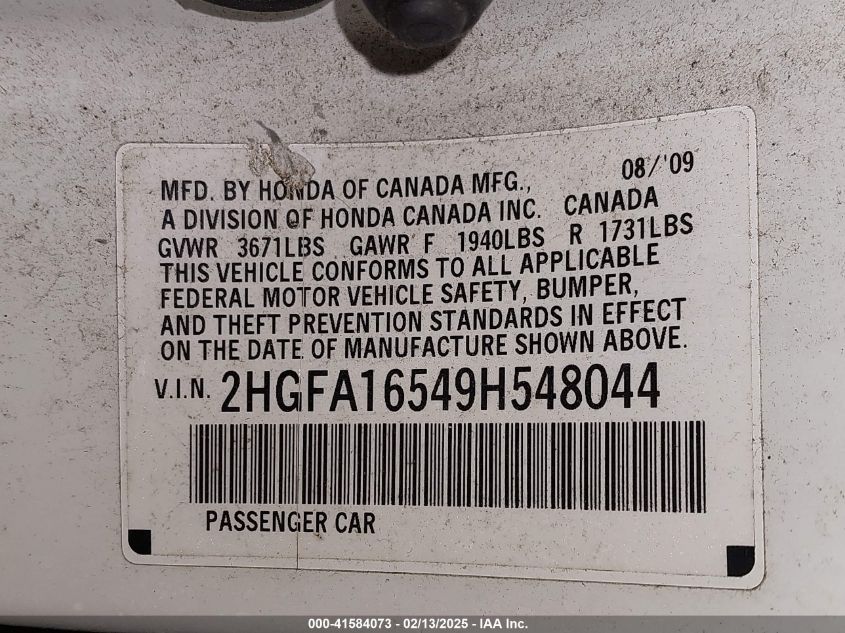 08/'09
MFD. BY HONDA OF CANADA MFG.,
A DIVISION OF HONDA CANADA INC. CANADA
GVWR 3671LBS GAWR F 1940LBS R 1731LBS
THIS VEHICLE CONFORMS TO ALL APPLICABLE
FEDERAL MOTOR VEHICLE SAFETY, BUMPER,
AND THEFT PREVENTION STANDARDS IN EFFECT
ON THE DATE OF MANUFACTURE SHOWN ABOVE.
V.I.N. 2HGFA16549H548044
PASSENGER CAR
000-41584073 - 02/13/2025 - IAA Inc.